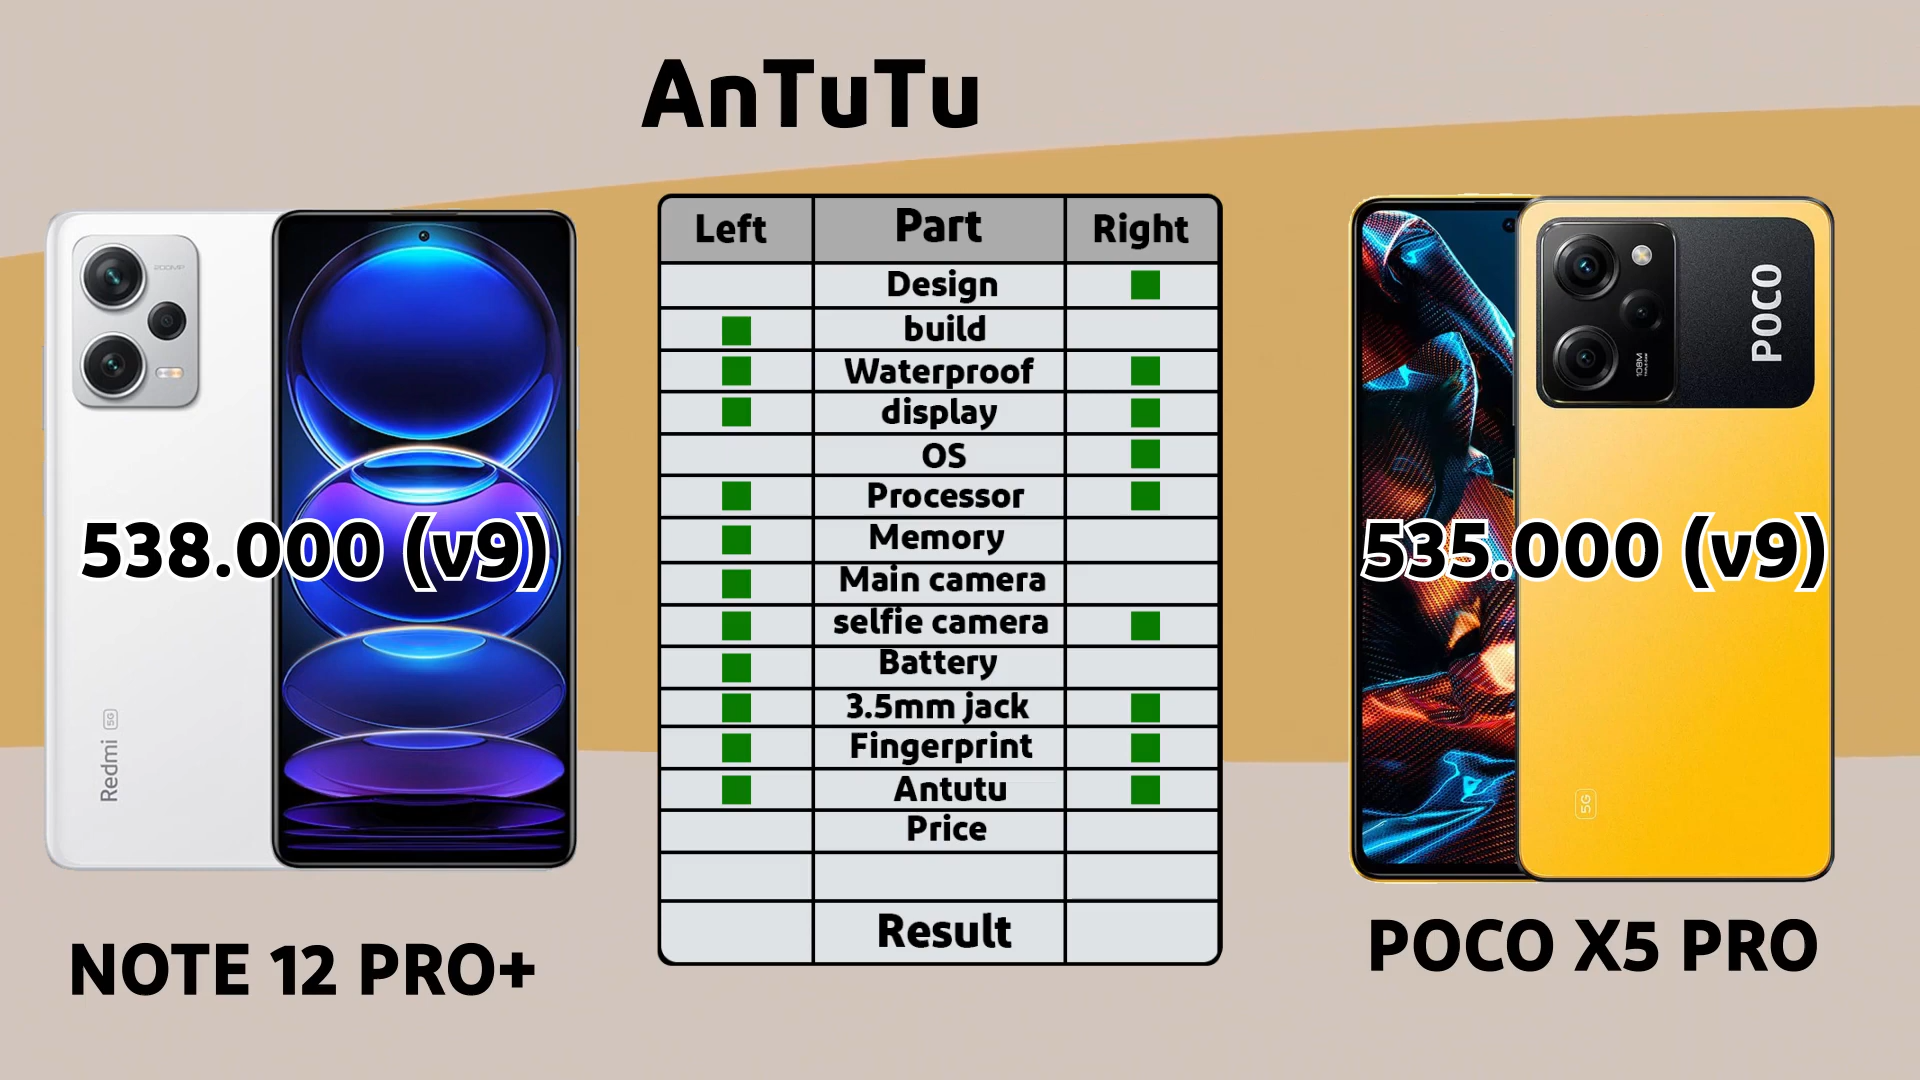 AnTuTu
Left Part Right
Design
build
Waterproof
display
OS
Processor
Memory
Main camera
selfie camera
Battery
3.5mm jack
Fingerprint
Antutu
Price
Result
200MP
Redmi 5G
538.000 (v9)
NOTE 12 PRO+
POCO
108M
5G
535.000 (v9)
POCO X5 PRO